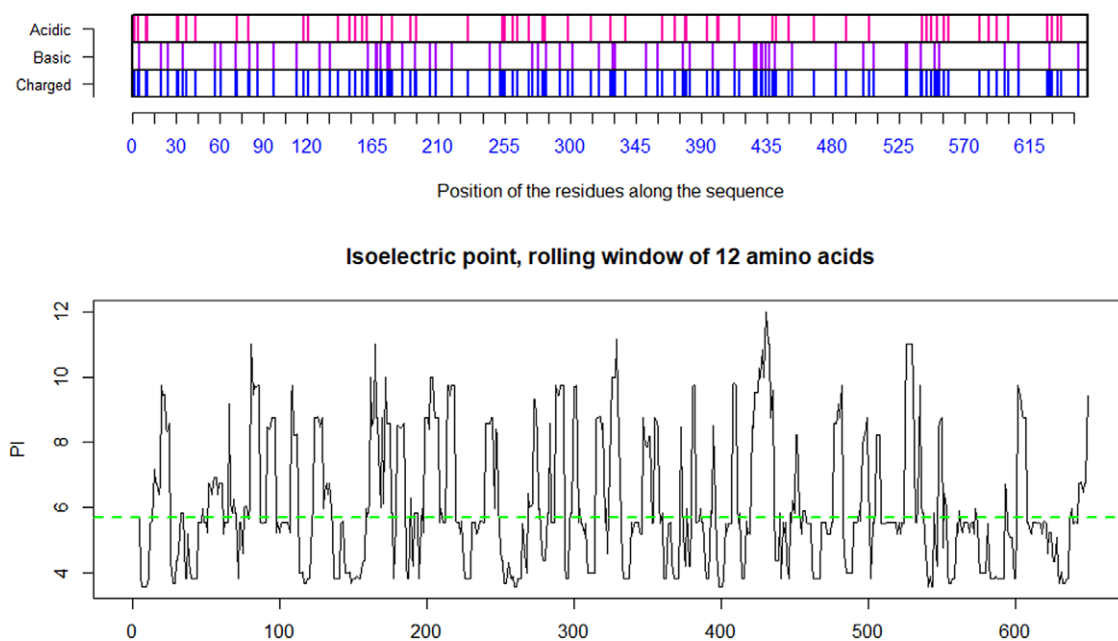 Acidic
Basic
Charged
0 30 60 90 120 165 210 255 300 345 390 435 480 525 570 615
Position of the residues along the sequence
Isoelectric point, rolling window of 12 amino acids
12
10
8
6
4
PI
0 100 200 300 400 500 600